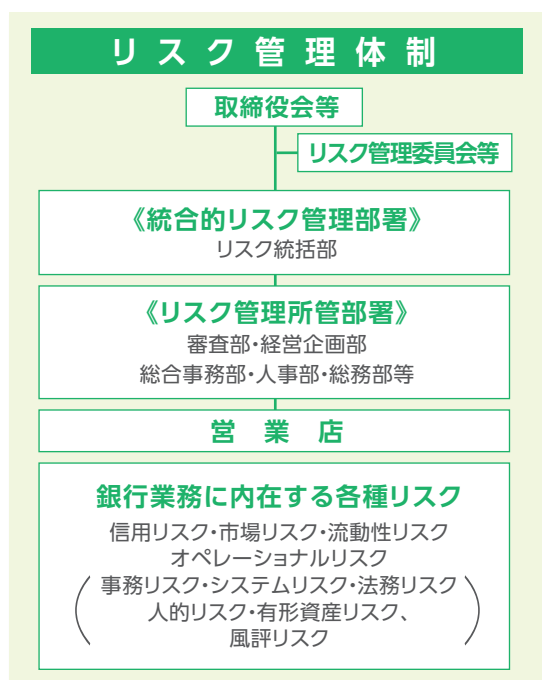 リスク管理体制
取締役会等
リスク管理委員会等
《統合的リスク管理部署》
リスク統括部
《リスク管理所管部署》
審査部・経営企画部
総合事務部・人事部・総務部等
営業店
銀行業務に内在する各種リスク
信用リスク・市場リスク・流動性リスク
オペレーショナルリスク
（事務リスク・システムリスク・法務リスク
人的リスク・有形資産リスク、
風評リスク）